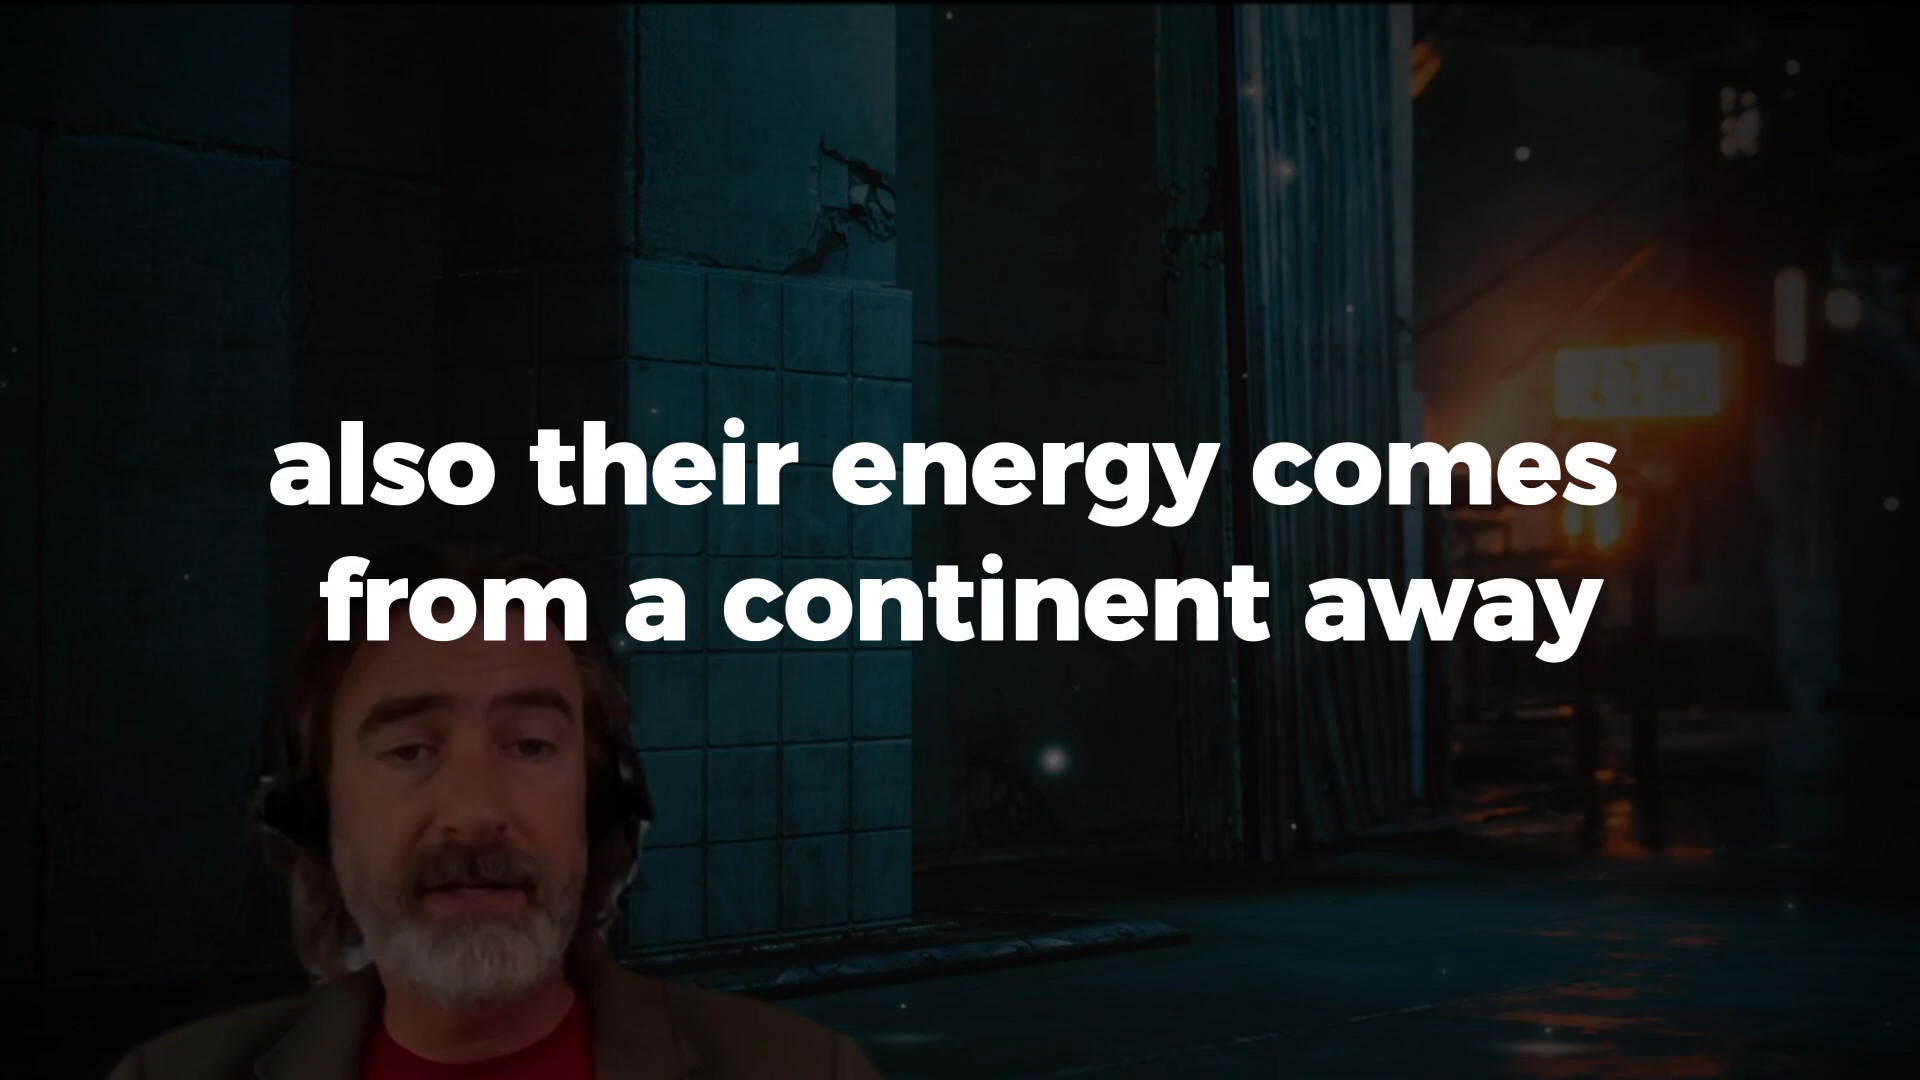 also their energy comes
from a continent away